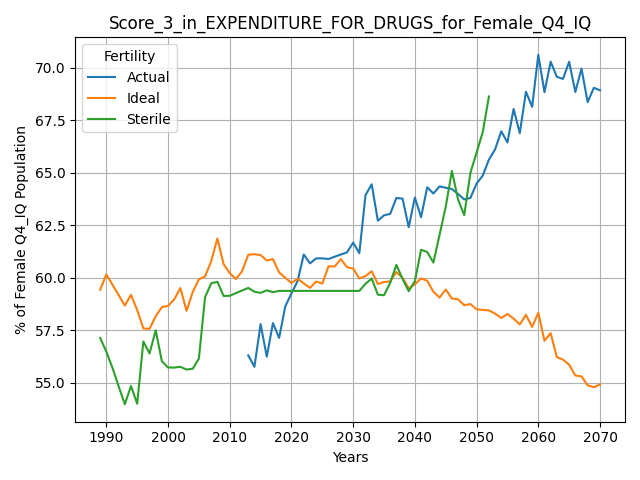 Score_3_in_EXPENDITURE_FOR_DRUGS_for_Female_Q4_IQ
Fertility
Actual
Ideal
Sterile
% of Female Q4_IQ Population
70.0
67.5
65.0
62.5
60.0
57.5
55.0
1990 2000 2010 2020 2030 2040 2050 2060 2070
Years